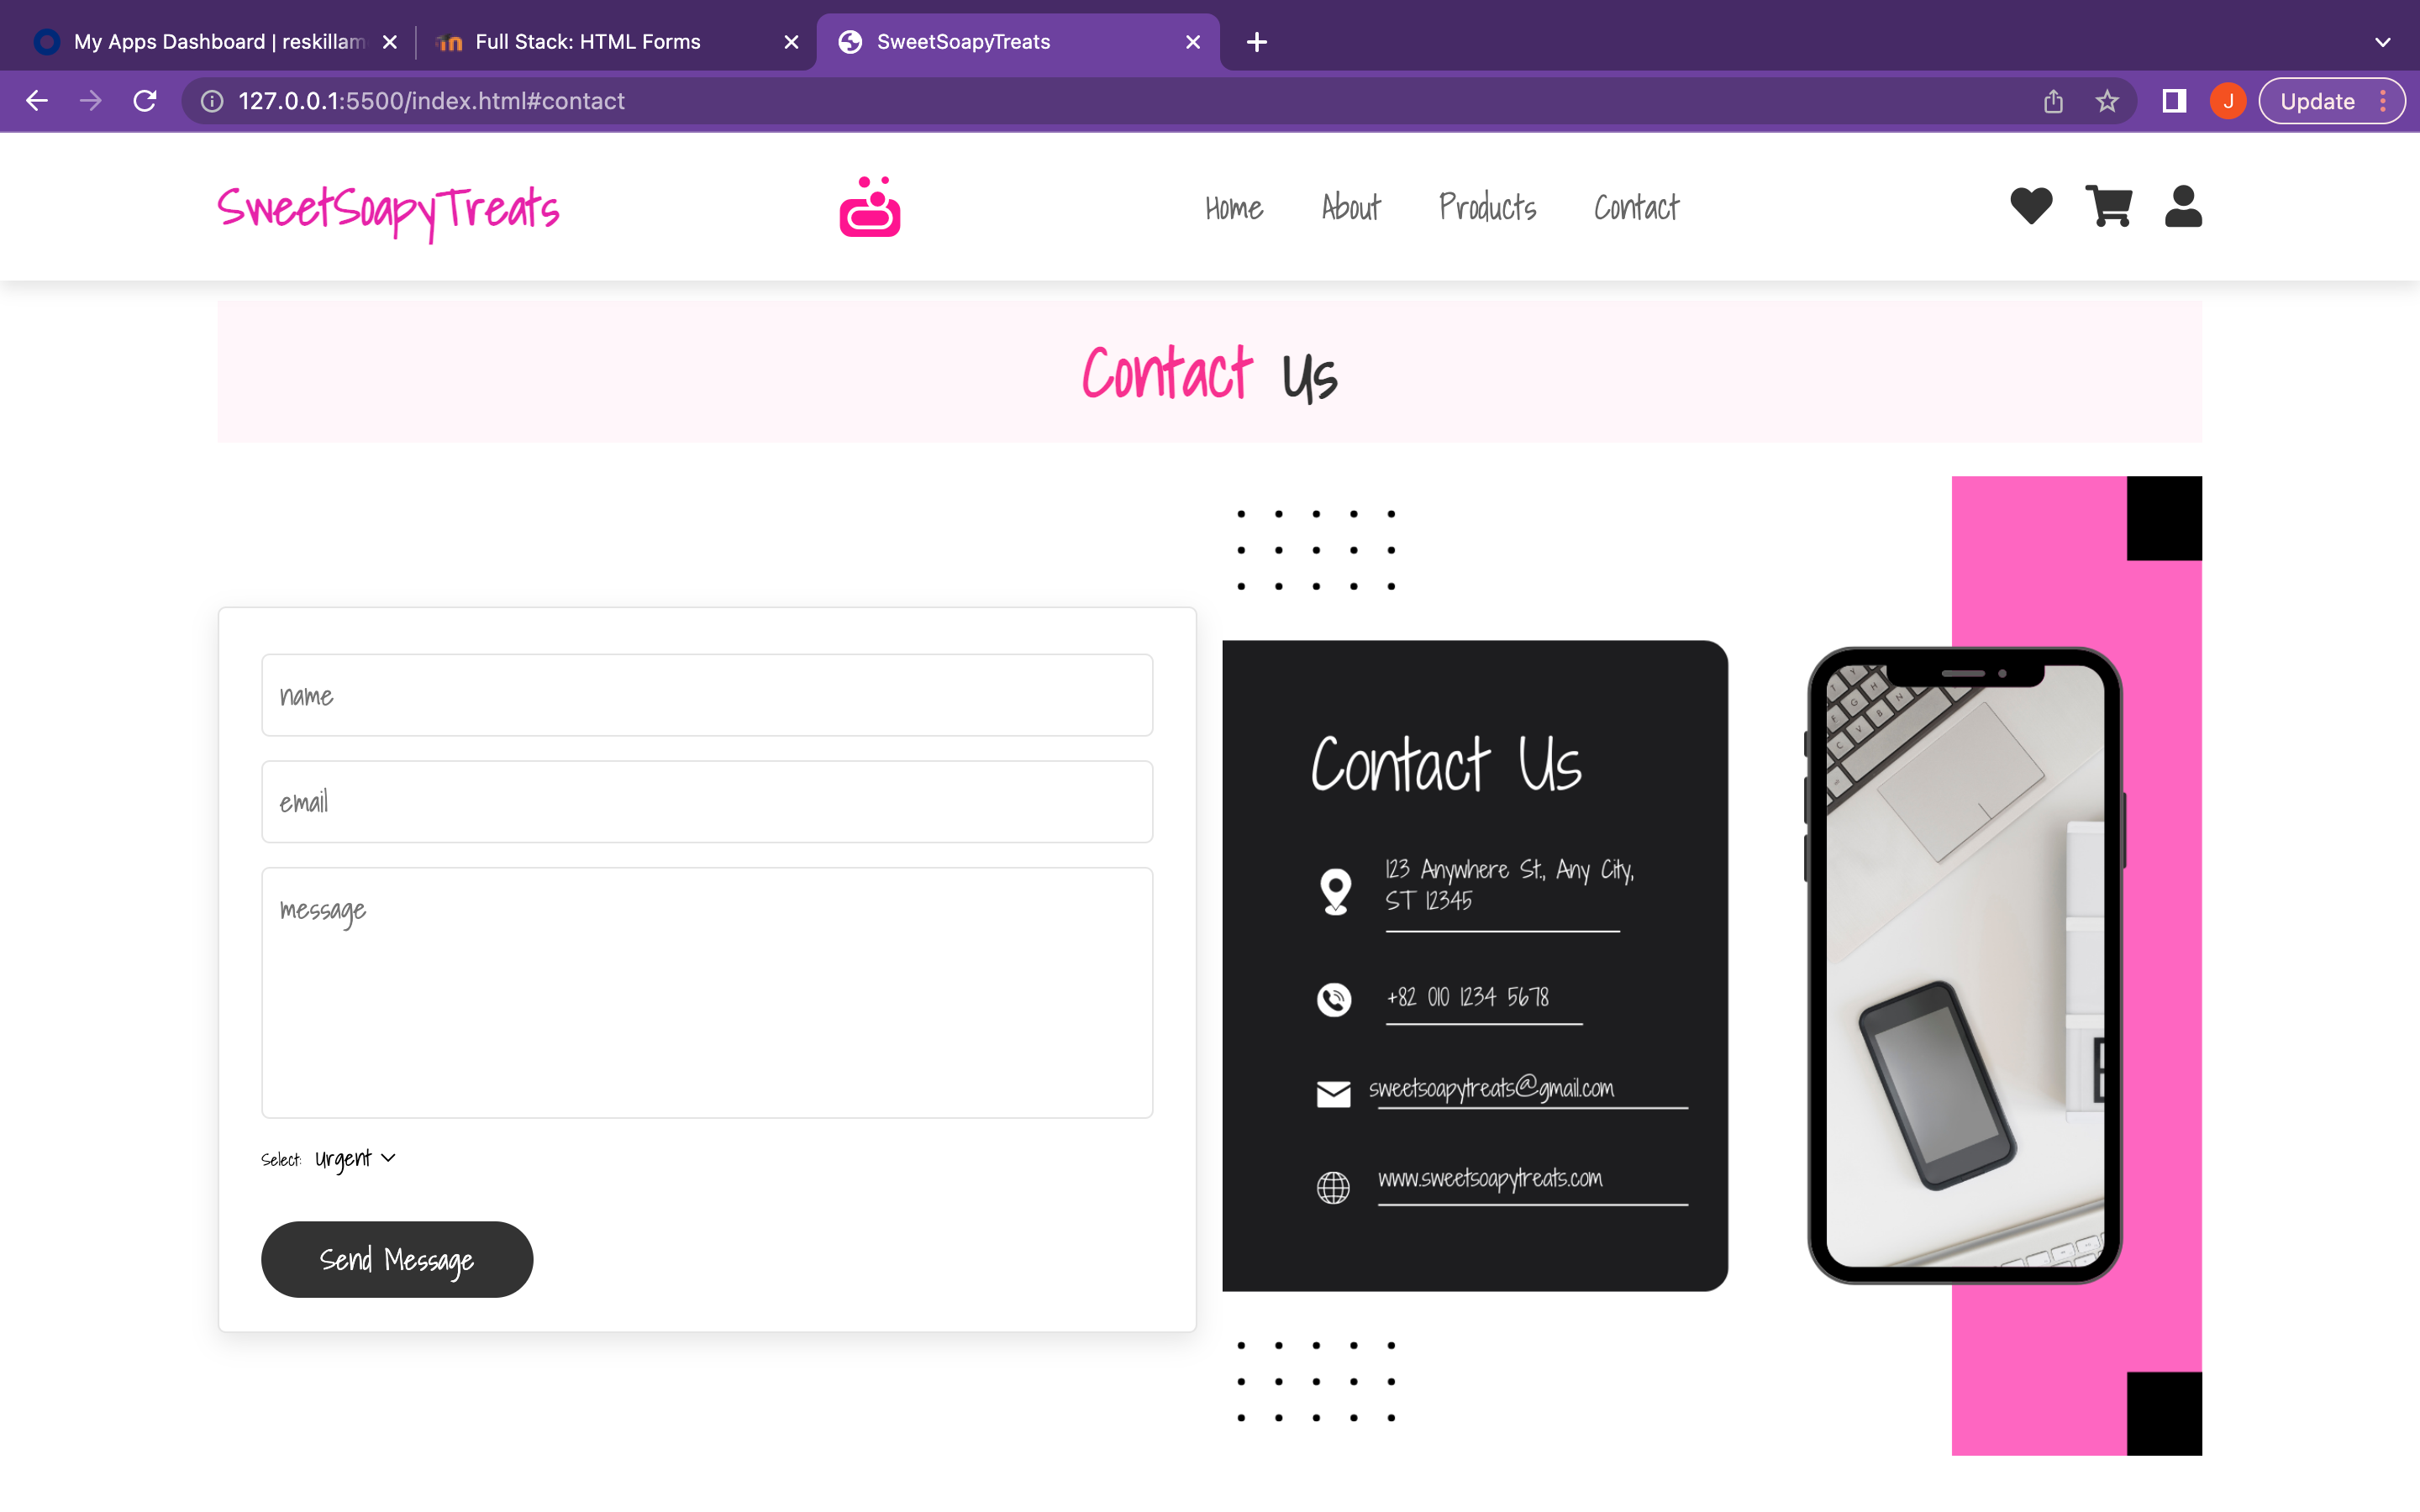 My Apps Dashboard | reskillam
Full Stack: HTML Forms
SweetSoapyTreats
127.0.0.1:5500/index.html#contact
J
Update
SweetSoapyTreats
Home
About
Products
Contact
Contact Us
name
email
message
Select:
Urgent
Send Message
Contact Us
123 Anywhere St., Any City,
ST 12345
+82 010 1234 5678
sweetsoapytreats@gmail.com
www.sweetsoapytreats.com